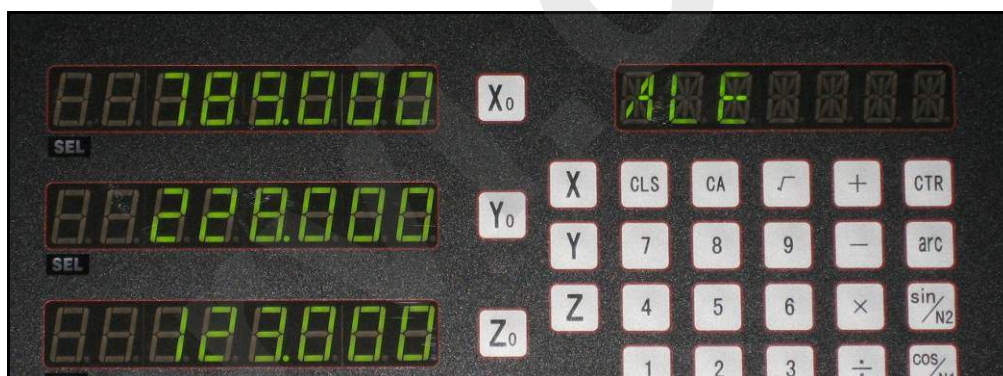 789.000 X₀ ALE
SEL
X CLS CA √ + CTR
228.000 Y₀
Y 7 8 9 — arc
SEL
Z 4 5 6 × sin/N2
123.000 Z₀
1 2 3 ÷ cos/N1